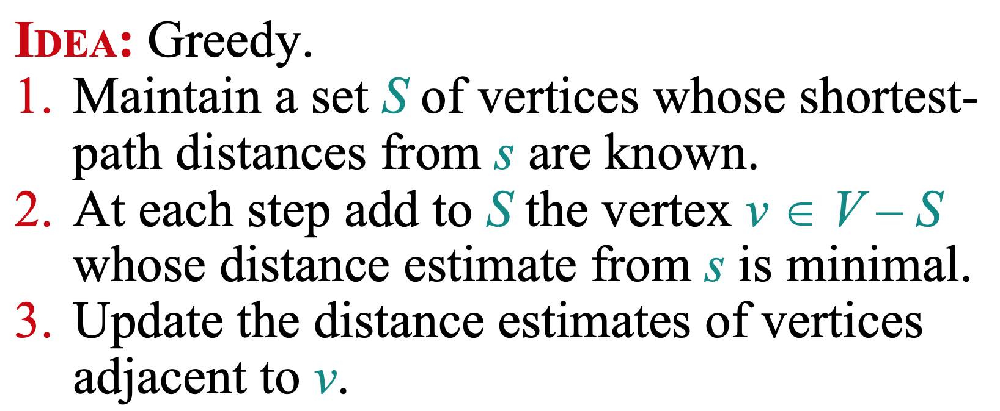 IDEA: Greedy.
1. Maintain a set S of vertices whose shortest-
path distances from s are known.
2. At each step add to S the vertex v ∈ V – S
whose distance estimate from s is minimal.
3. Update the distance estimates of vertices
adjacent to v.